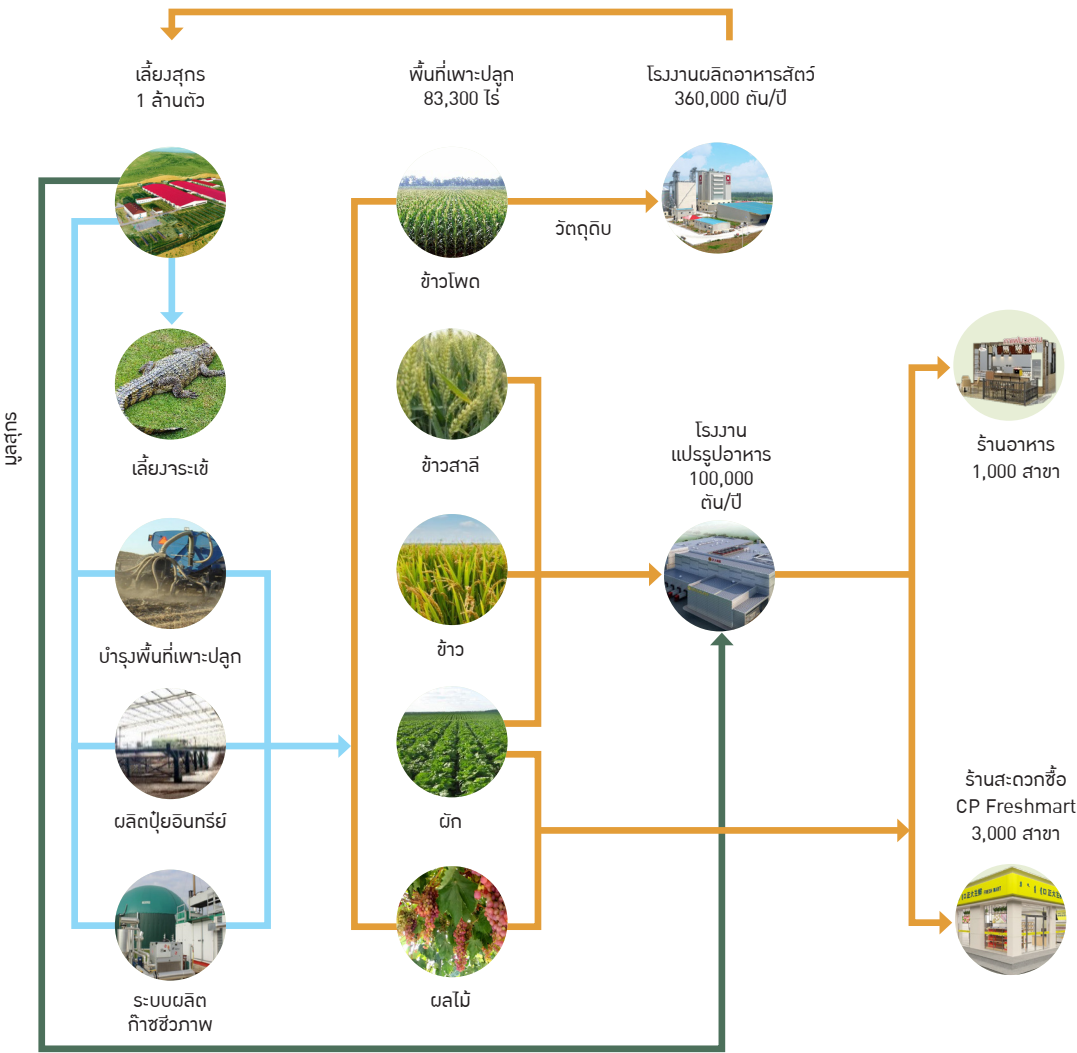 เลี้ยงสุกร
1 ล้านตัว
พื้นที่เพาะปลูก
83,300 ไร่
โรงงานผลิตอาหารสัตว์
360,000 ตัน/ปี
วัตถุดิบ
ข้าวโพด
มูลสุกร
เลี้ยงจระเข้
ข้าวสาลี
โรงงาน
แปรรูปอาหาร
100,000
ตัน/ปี
ร้านอาหาร
1,000 สาขา
บำรุงพื้นที่เพาะปลูก
ข้าว
ผลิตปุ๋ยอินทรีย์
ผัก
ร้านสะดวกซื้อ
CP Freshmart
3,000 สาขา
FRESH MART
ระบบผลิต
ก๊าซชีวภาพ
ผลไม้